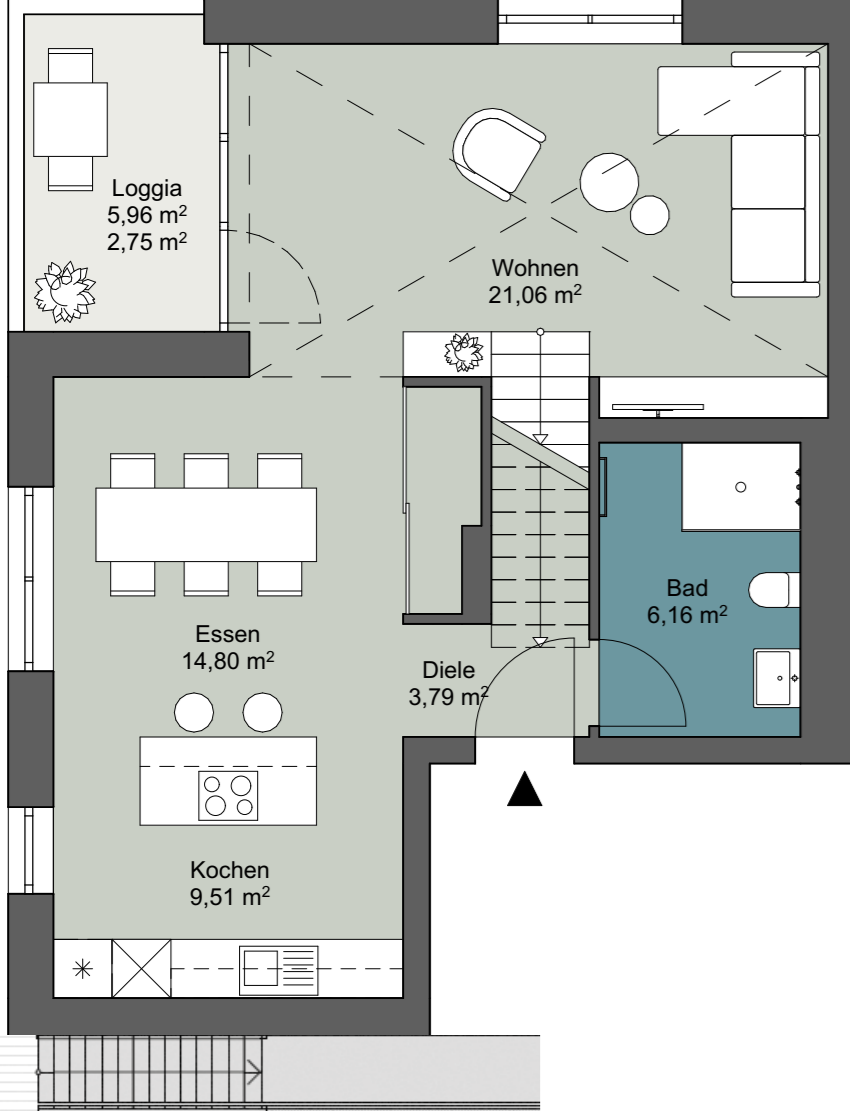 Loggia
5,96 m²
2,75 m²
Wohnen
21,06 m²
Bad
6,16 m²
Essen
14,80 m²
Diele
3,79 m²
Kochen
9,51 m²